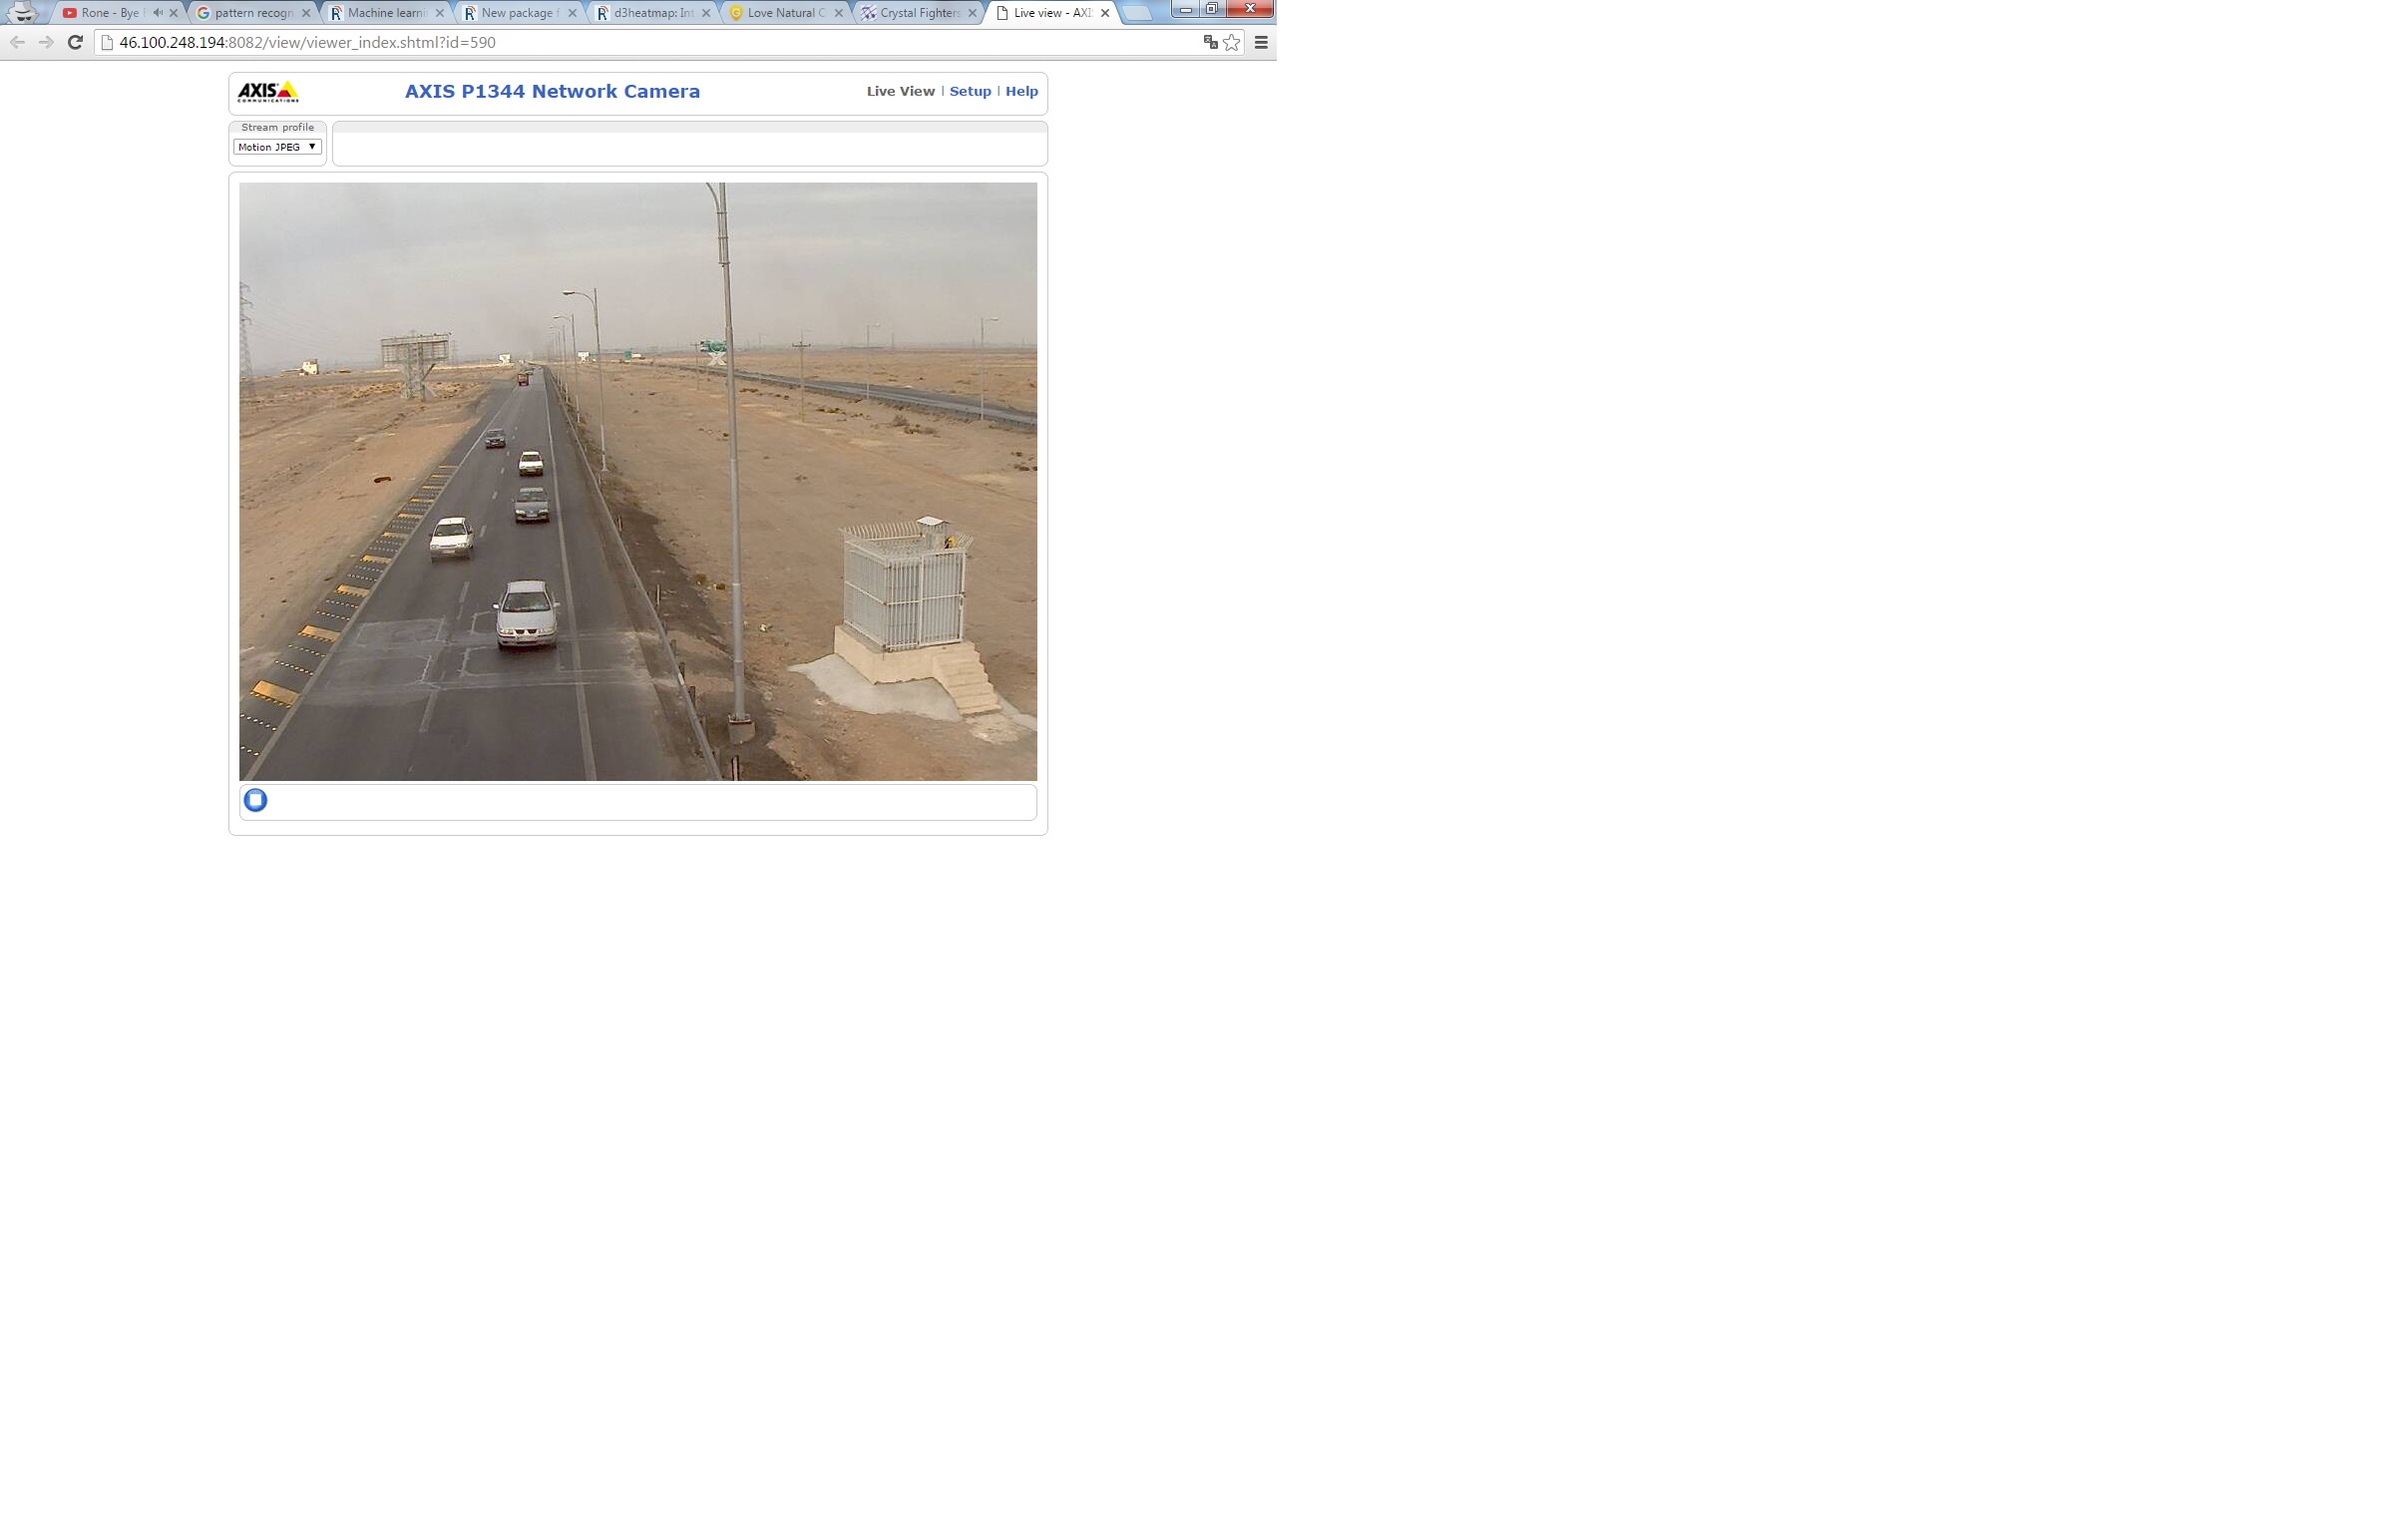 Rone - Bye
pattern recogn
Machine learni
New package f
d3heatmap: Int
Love Natural C
Crystal Fighters
Live view - AXI
46.100.248.194:8082/view/viewer_index.shtml?id=590
AXIS
COMMUNICATIONS
AXIS P1344 Network Camera
Live View | Setup | Help
Stream profile
Motion JPEG